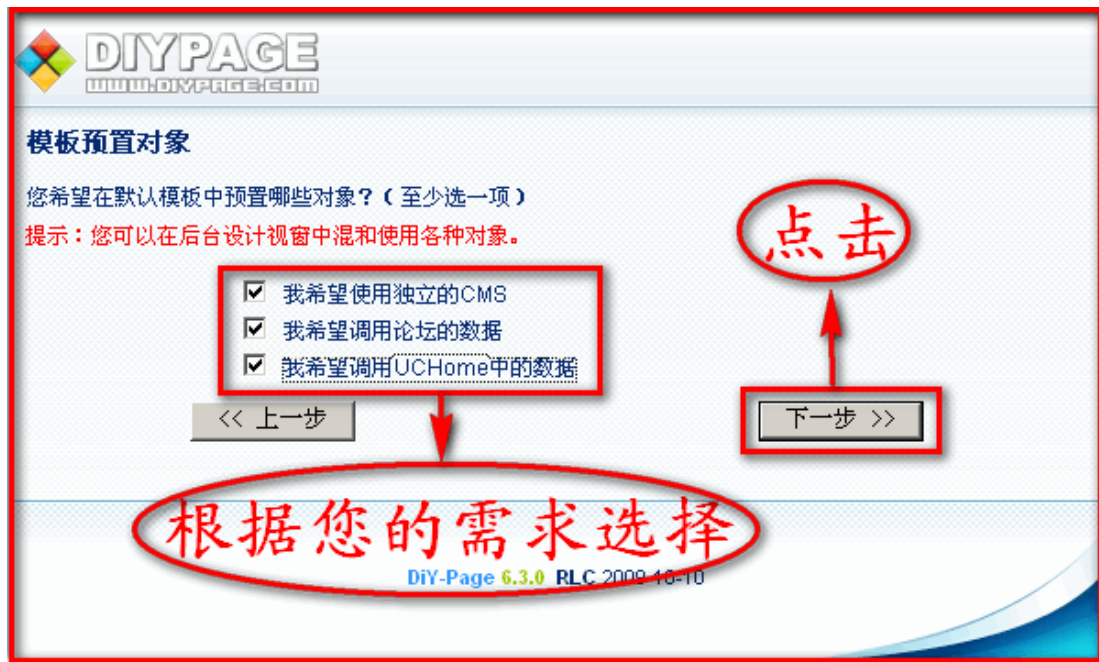 DIYPAGE
www.DIYPAGE.com
模板预置对象
您希望在默认模板中预置哪些对象?(至少选一项)
提示:您可以在后台设计视窗中混和使用各种对象。
点击
我希望使用独立的CMS
我希望调用论坛的数据
我希望调用UCHome中的数据
<< 上一步
下一步 >>
根据您的需求选择
DiY-Page 6.3.0 RLC 2009-10-10